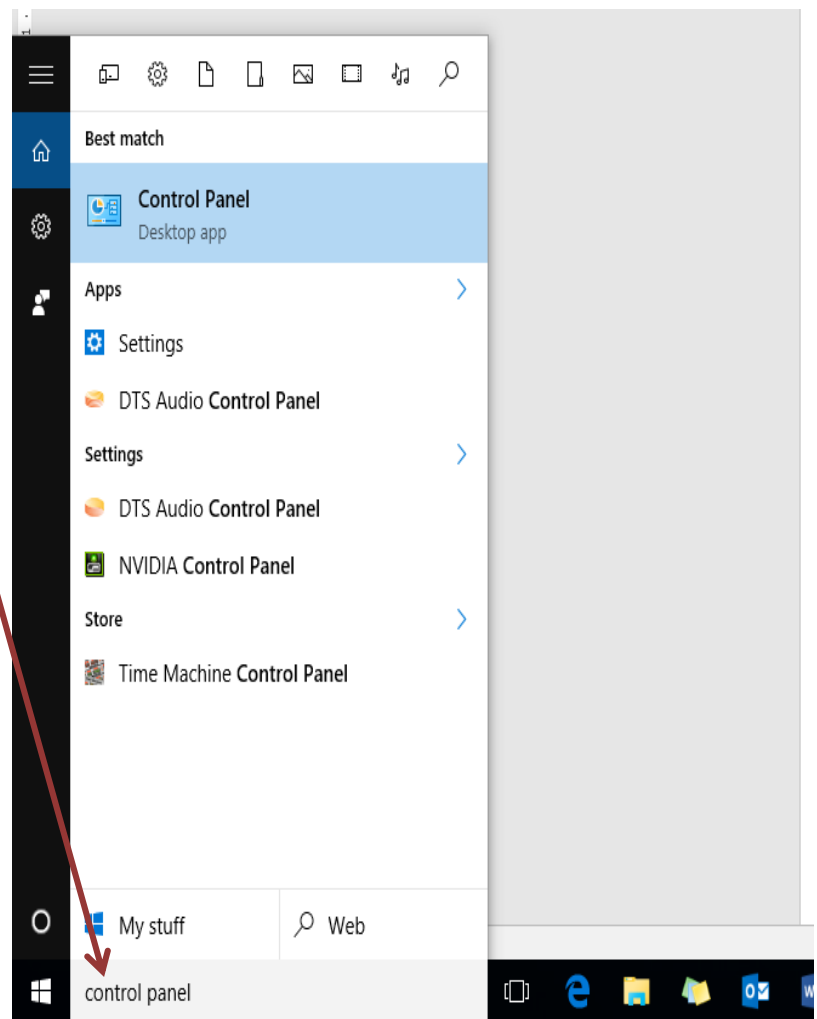 Best match
Control Panel
Desktop app
Apps
Settings
DTS Audio Control Panel
Settings
DTS Audio Control Panel
NVIDIA Control Panel
Store
Time Machine Control Panel
My stuff
Web
control panel